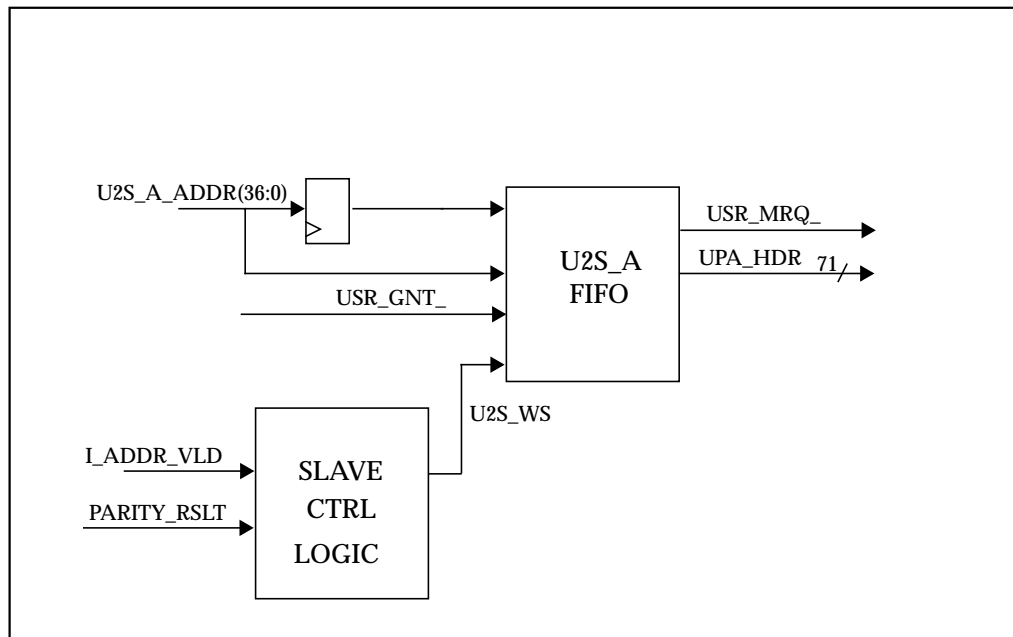 U2S_A_ADDR(36:0)
USR_MRQ_
U2S_A
FIFO
UPA_HDR 71
USR_GNT_
U2S_WS
I_ADDR_VLD
SLAVE
CTRL
LOGIC
PARITY_RSLT